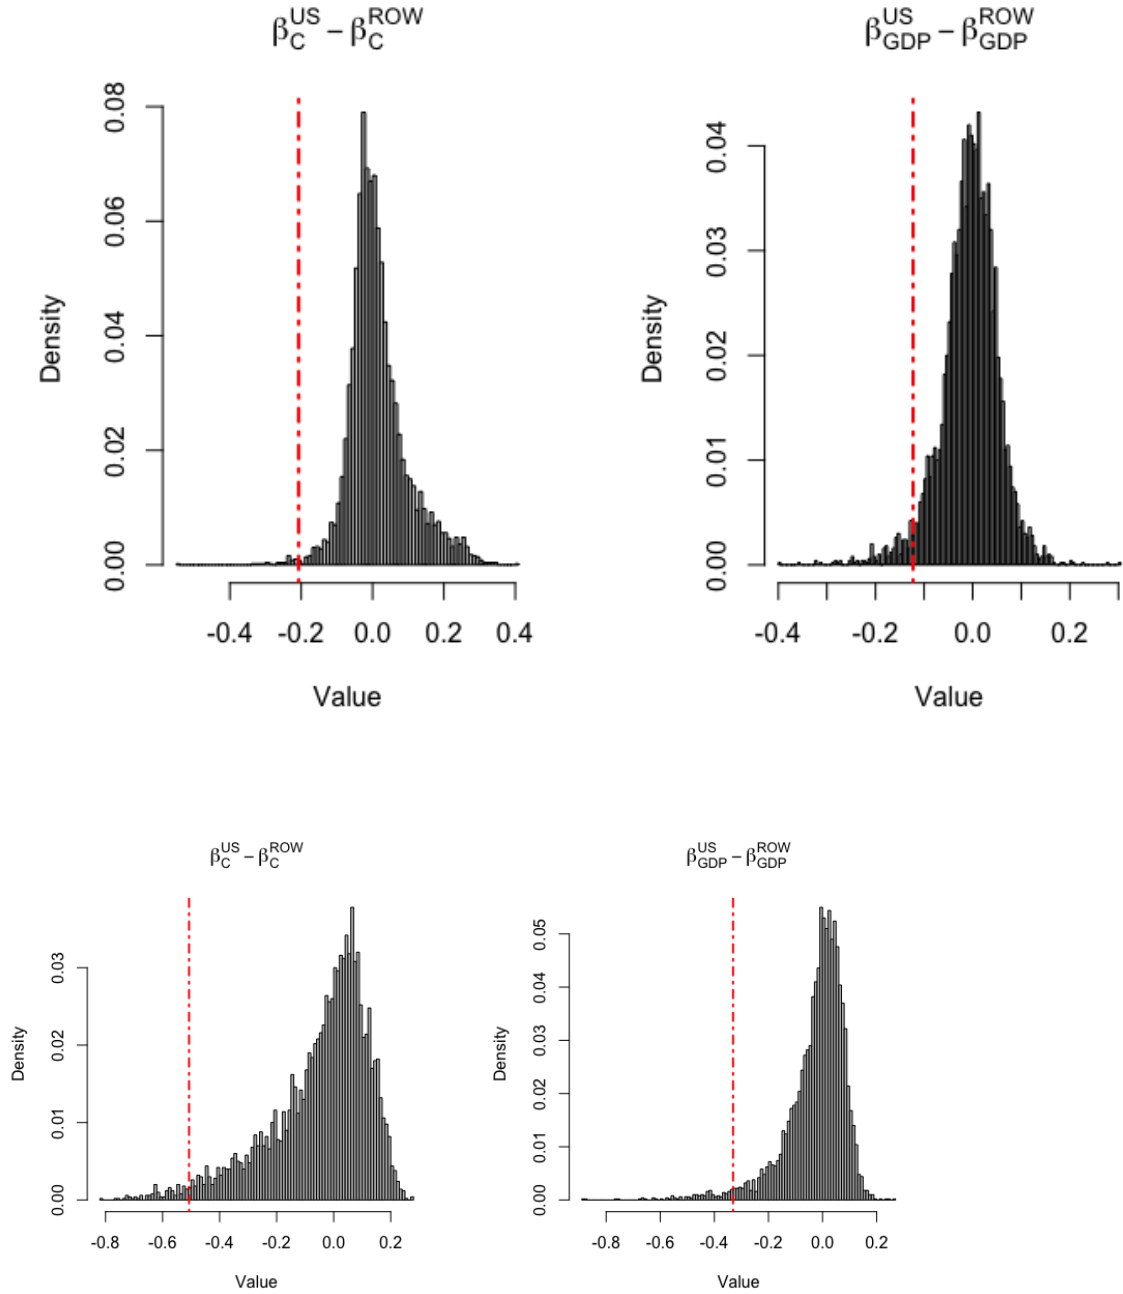 β_C^US − β_C^ROW
Density
0.00 0.02 0.04 0.06 0.08
-0.4 -0.2 0.0 0.2 0.4
Value
β_GDP^US − β_GDP^ROW
Density
0.00 0.01 0.02 0.03 0.04
-0.4 -0.2 0.0 0.2
Value
β_C^US − β_C^ROW
Density
0.00 0.01 0.02 0.03
-0.8 -0.6 -0.4 -0.2 0.0 0.2
Value
β_GDP^US − β_GDP^ROW
Density
0.00 0.01 0.02 0.03 0.04 0.05
-0.8 -0.6 -0.4 -0.2 0.0 0.2
Value